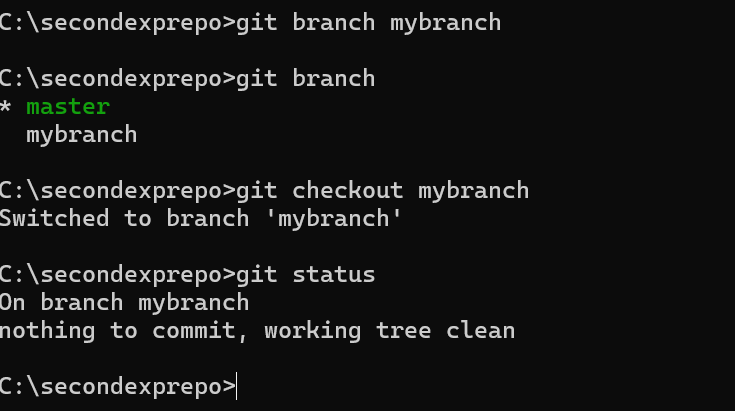 C:\secondexprepo>git branch mybranch
C:\secondexprepo>git branch
* master
  mybranch
C:\secondexprepo>git checkout mybranch
Switched to branch 'mybranch'
C:\secondexprepo>git status
On branch mybranch
nothing to commit, working tree clean
C:\secondexprepo>